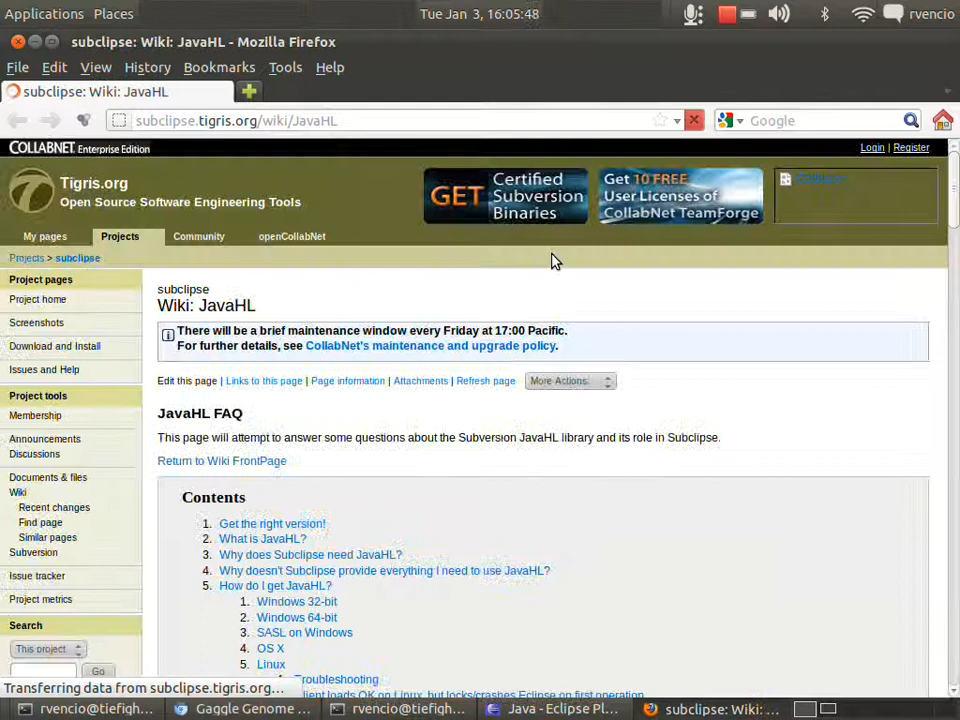 Applications Places
Tue Jan 3, 16:05:48
rvencio
subclipse: Wiki: JavaHL - Mozilla Firefox
File Edit View History Bookmarks Tools Help
subclipse: Wiki: JavaHL
subclipse.tigris.org/wiki/JavaHL
Google
COLLABNET Enterprise Edition
Login | Register
Tigris.org
Open Source Software Engineering Tools
GET Certified Subversion Binaries
Get 10 FREE User Licenses of CollabNet TeamForge
My pages Projects Community openCollabNet
Projects > subclipse
Project pages
Project home
Screenshots
Download and Install
Issues and Help
Project tools
Membership
Announcements
Discussions
Documents & files
Wiki
Recent changes
Find page
Similar pages
Subversion
Issue tracker
Project metrics
Search
This project
Go
subclipse
Wiki: JavaHL
There will be a brief maintenance window every Friday at 17:00 Pacific.
For further details, see CollabNet's maintenance and upgrade policy.
Edit this page | Links to this page | Page information | Attachments | Refresh page
More Actions:
JavaHL FAQ
This page will attempt to answer some questions about the Subversion JavaHL library and its role in Subclipse.
Return to Wiki FrontPage
Contents
1. Get the right version!
2. What is JavaHL?
3. Why does Subclipse need JavaHL?
4. Why doesn't Subclipse provide everything I need to use JavaHL?
5. How do I get JavaHL?
1. Windows 32-bit
2. Windows 64-bit
3. SASL on Windows
4. OS X
5. Linux
Troubleshooting
loads OK on Linux, but locks/crashes Eclipse on first operation
Transferring data from subclipse.tigris.org...
rvencio@tiefigh...
Gaggle Genome ...
rvencio@tiefigh...
Java - Eclipse Pl...
subclipse: Wiki: ...